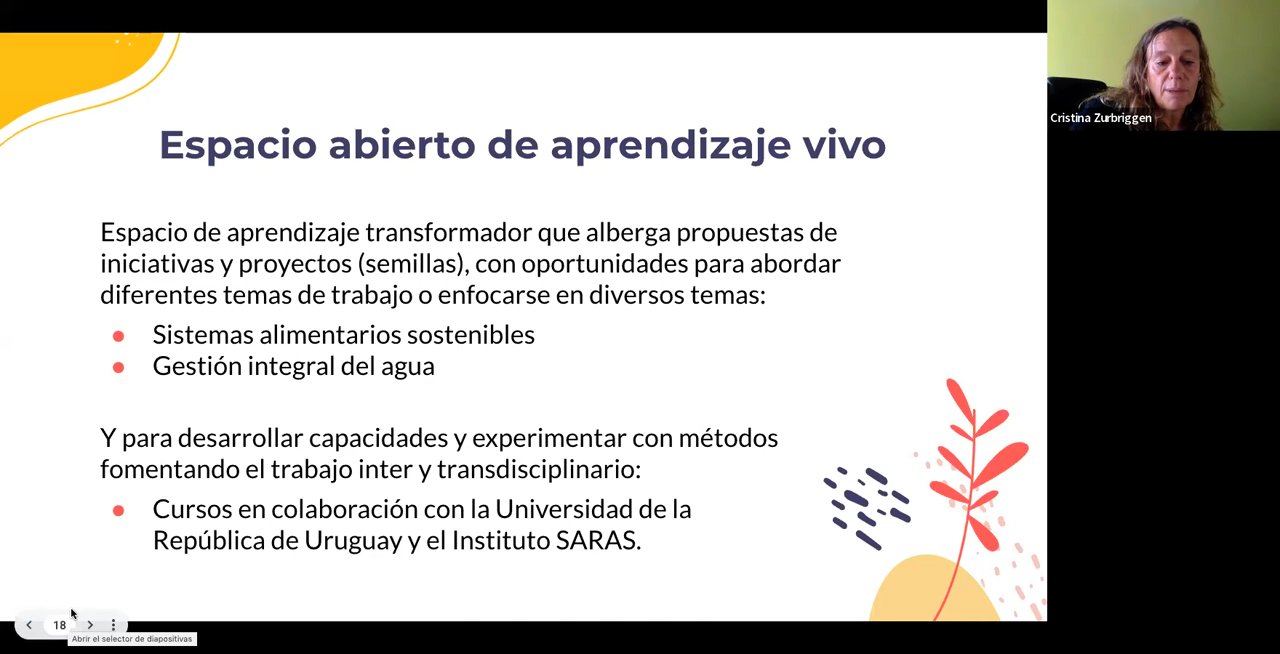 Espacio abierto de aprendizaje vivo
Espacio de aprendizaje transformador que alberga propuestas de
iniciativas y proyectos (semillas), con oportunidades para abordar
diferentes temas de trabajo o enfocarse en diversos temas:
● Sistemas alimentarios sostenibles
● Gestión integral del agua
Y para desarrollar capacidades y experimentar con métodos
fomentando el trabajo inter y transdisciplinario:
● Cursos en colaboración con la Universidad de la
República de Uruguay y el Instituto SARAS.
Cristina Zurbriggen
18
Abrir el selector de diapositivas